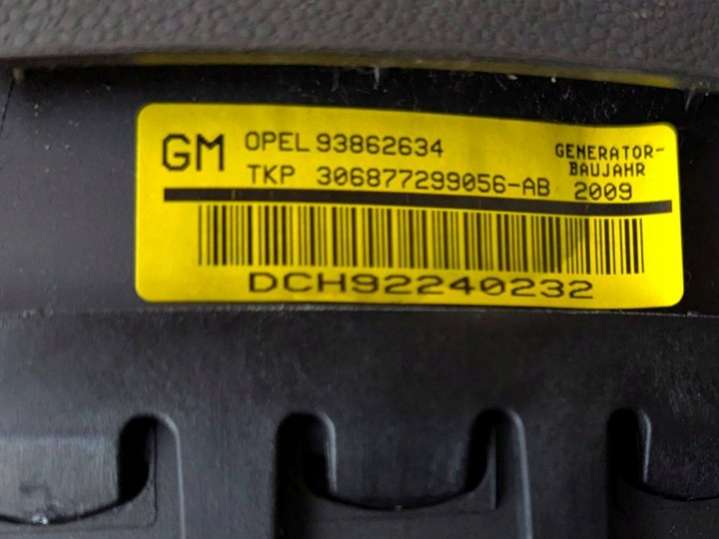 GM OPEL 93862634
TKP 306877299056-AB
GENERATOR-
BAUJAHR
2009
DCH92240232